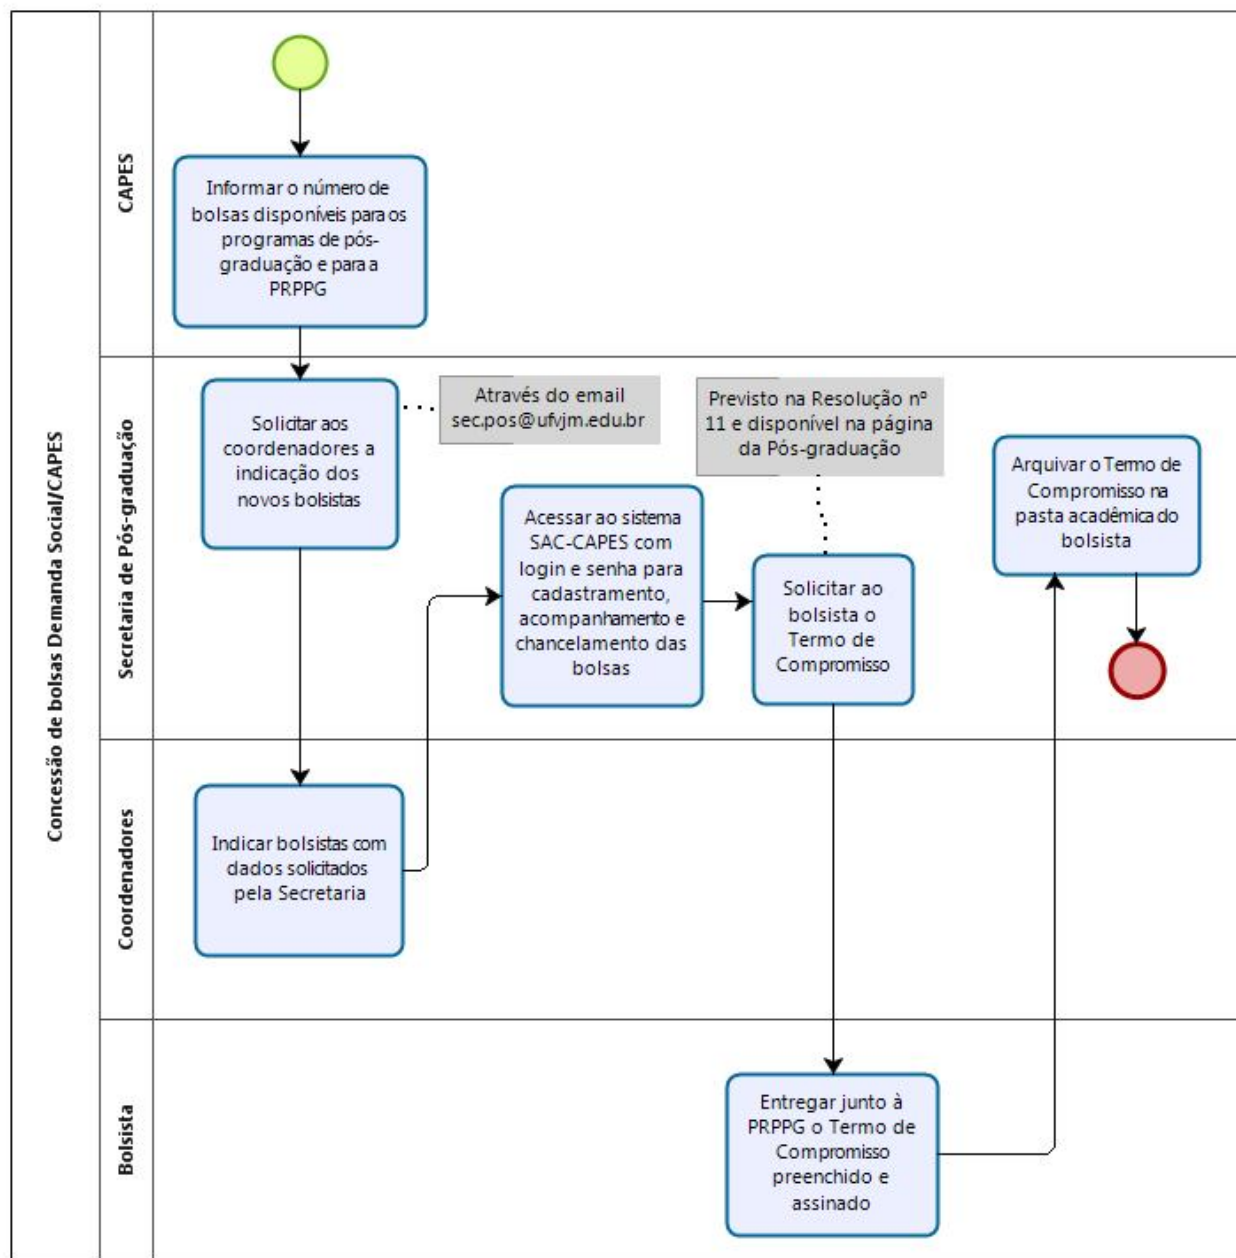 Concessão de bolsas Demanda Social/CAPES
CAPES
Informar o número de
bolsas disponíveis para os
programas de pós-
graduação e para a
PRPPG
Secretaria de Pós-graduação
Solicitar aos
coordenadores a
indicação dos
novos bolsistas
Através do email
sec.pos@ufvjm.edu.br
Acessar ao sistema
SAC-CAPES com
login e senha para
cadastramento,
acompanhamento e
chancelamento das
bolsas
Previsto na Resolução nº
11 e disponível na página
da Pós-graduação
Solicitar ao
bolsista o
Termo de
Compromisso
Arquivar o Termo de
Compromisso na
pasta acadêmica do
bolsista
Coordenadores
Indicar bolsistas com
dados solicitados
pela Secretaria
Bolsista
Entregar junto à
PRPPG o Termo de
Compromisso
preenchido e
assinado